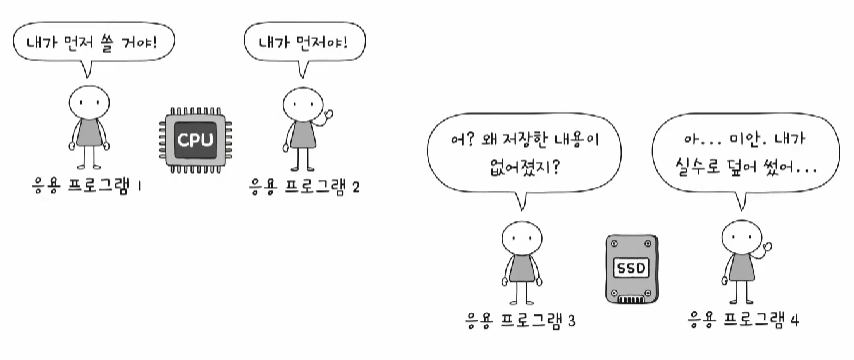 내가 먼저 쓸 거야!
내가 먼저야!
CPU
응용 프로그램 1
응용 프로그램 2
어? 왜 저장한 내용이
없어졌지?
아... 미안. 내가
실수로 덮어 썼어...
SSD
응용 프로그램 3
응용 프로그램 4